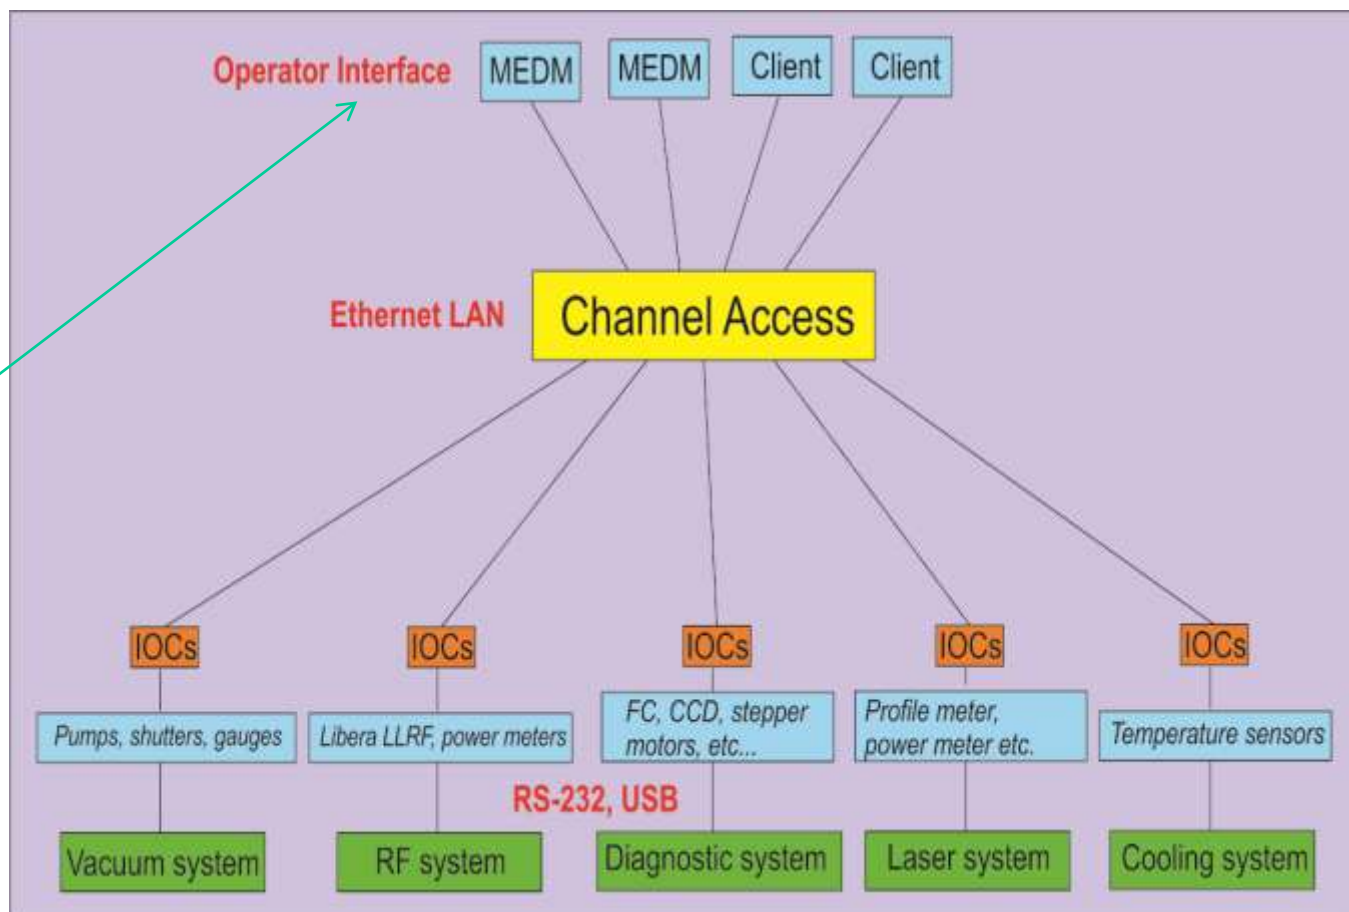 Operator Interface
MEDM
MEDM
Client
Client
Ethernet LAN
Channel Access
IOCs
IOCs
IOCs
IOCs
IOCs
Pumps, shutters, gauges
Libera LLRF, power meters
FC, CCD, stepper
motors, etc...
Profile meter,
power meter etc.
Temperature sensors
RS-232, USB
Vacuum system
RF system
Diagnostic system
Laser system
Cooling system